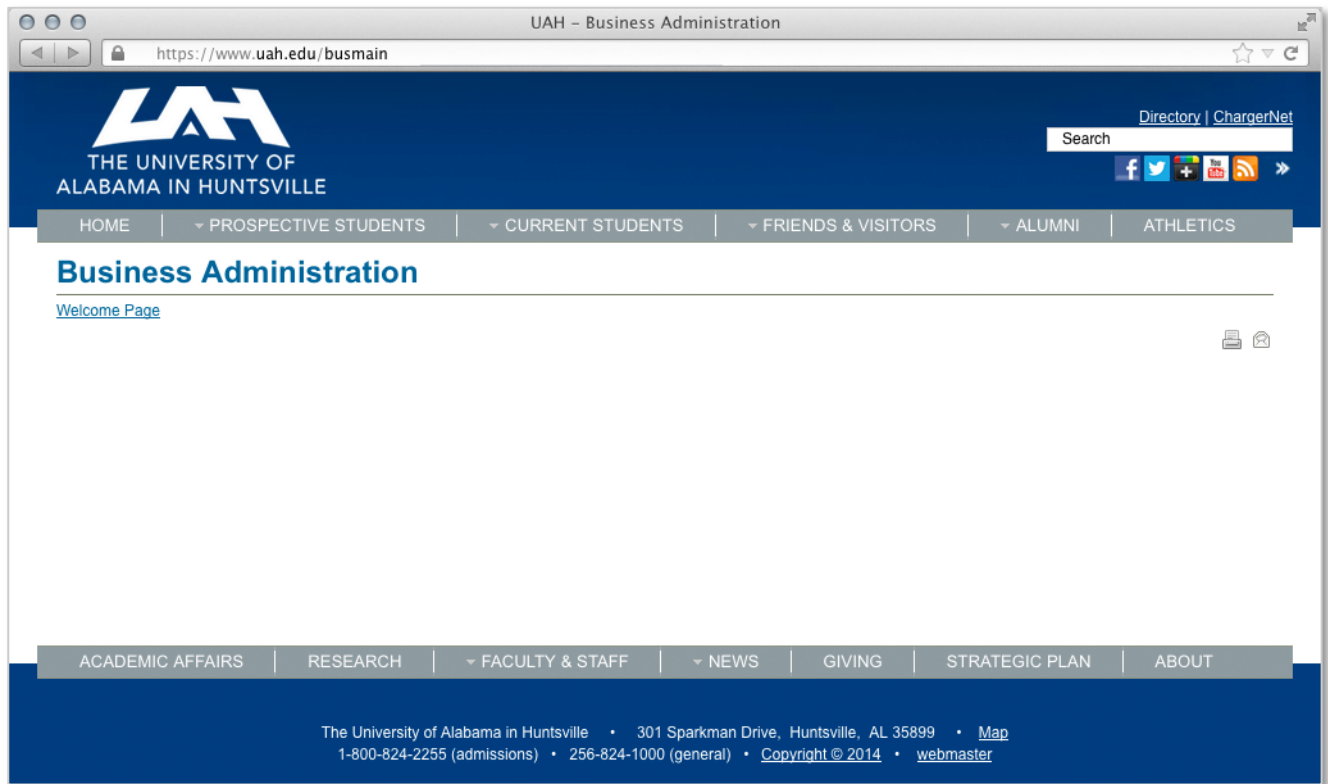 UAH – Business Administration
https://www.uah.edu/busmain
UAH
THE UNIVERSITY OF
ALABAMA IN HUNTSVILLE
Directory | ChargerNet
Search
You
Tube
HOME PROSPECTIVE STUDENTS CURRENT STUDENTS FRIENDS & VISITORS ALUMNI ATHLETICS
Business Administration
Welcome Page
ACADEMIC AFFAIRS RESEARCH FACULTY & STAFF NEWS GIVING STRATEGIC PLAN ABOUT
The University of Alabama in Huntsville • 301 Sparkman Drive, Huntsville, AL 35899 • Map
1-800-824-2255 (admissions) • 256-824-1000 (general) • Copyright © 2014 • webmaster